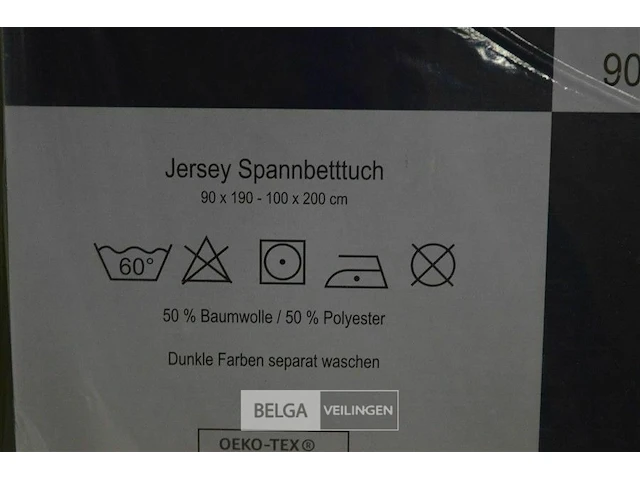 90
Jersey Spannbetttuch
90 x 190 - 100 x 200 cm
60°
50 % Baumwolle / 50 % Polyester
Dunkle Farben separat waschen
BELGA VEILINGEN
OEKO-TEX®